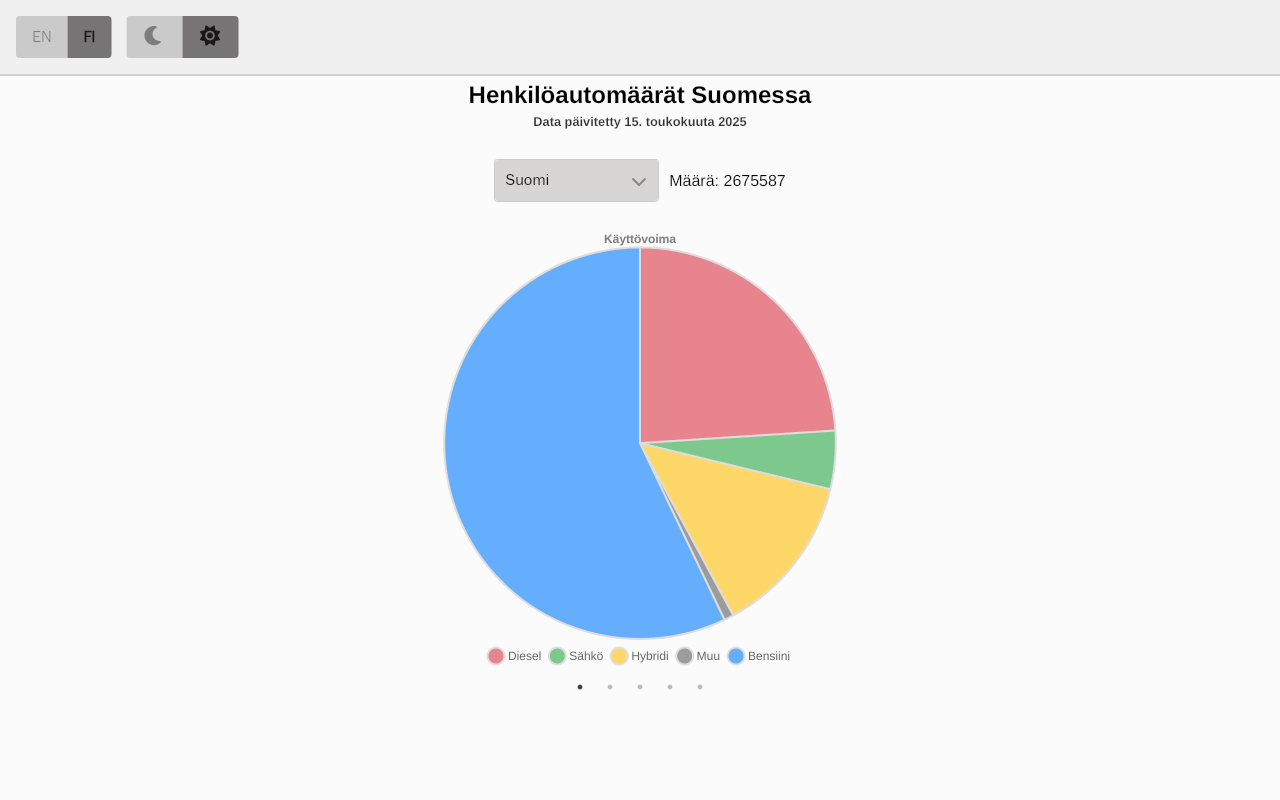 EN FI
Henkilöautomäärät Suomessa
Data päivitetty 15. toukokuuta 2025
Suomi Määrä: 2675587
Käyttövoima
Diesel Sähkö Hybridi Muu Bensiini